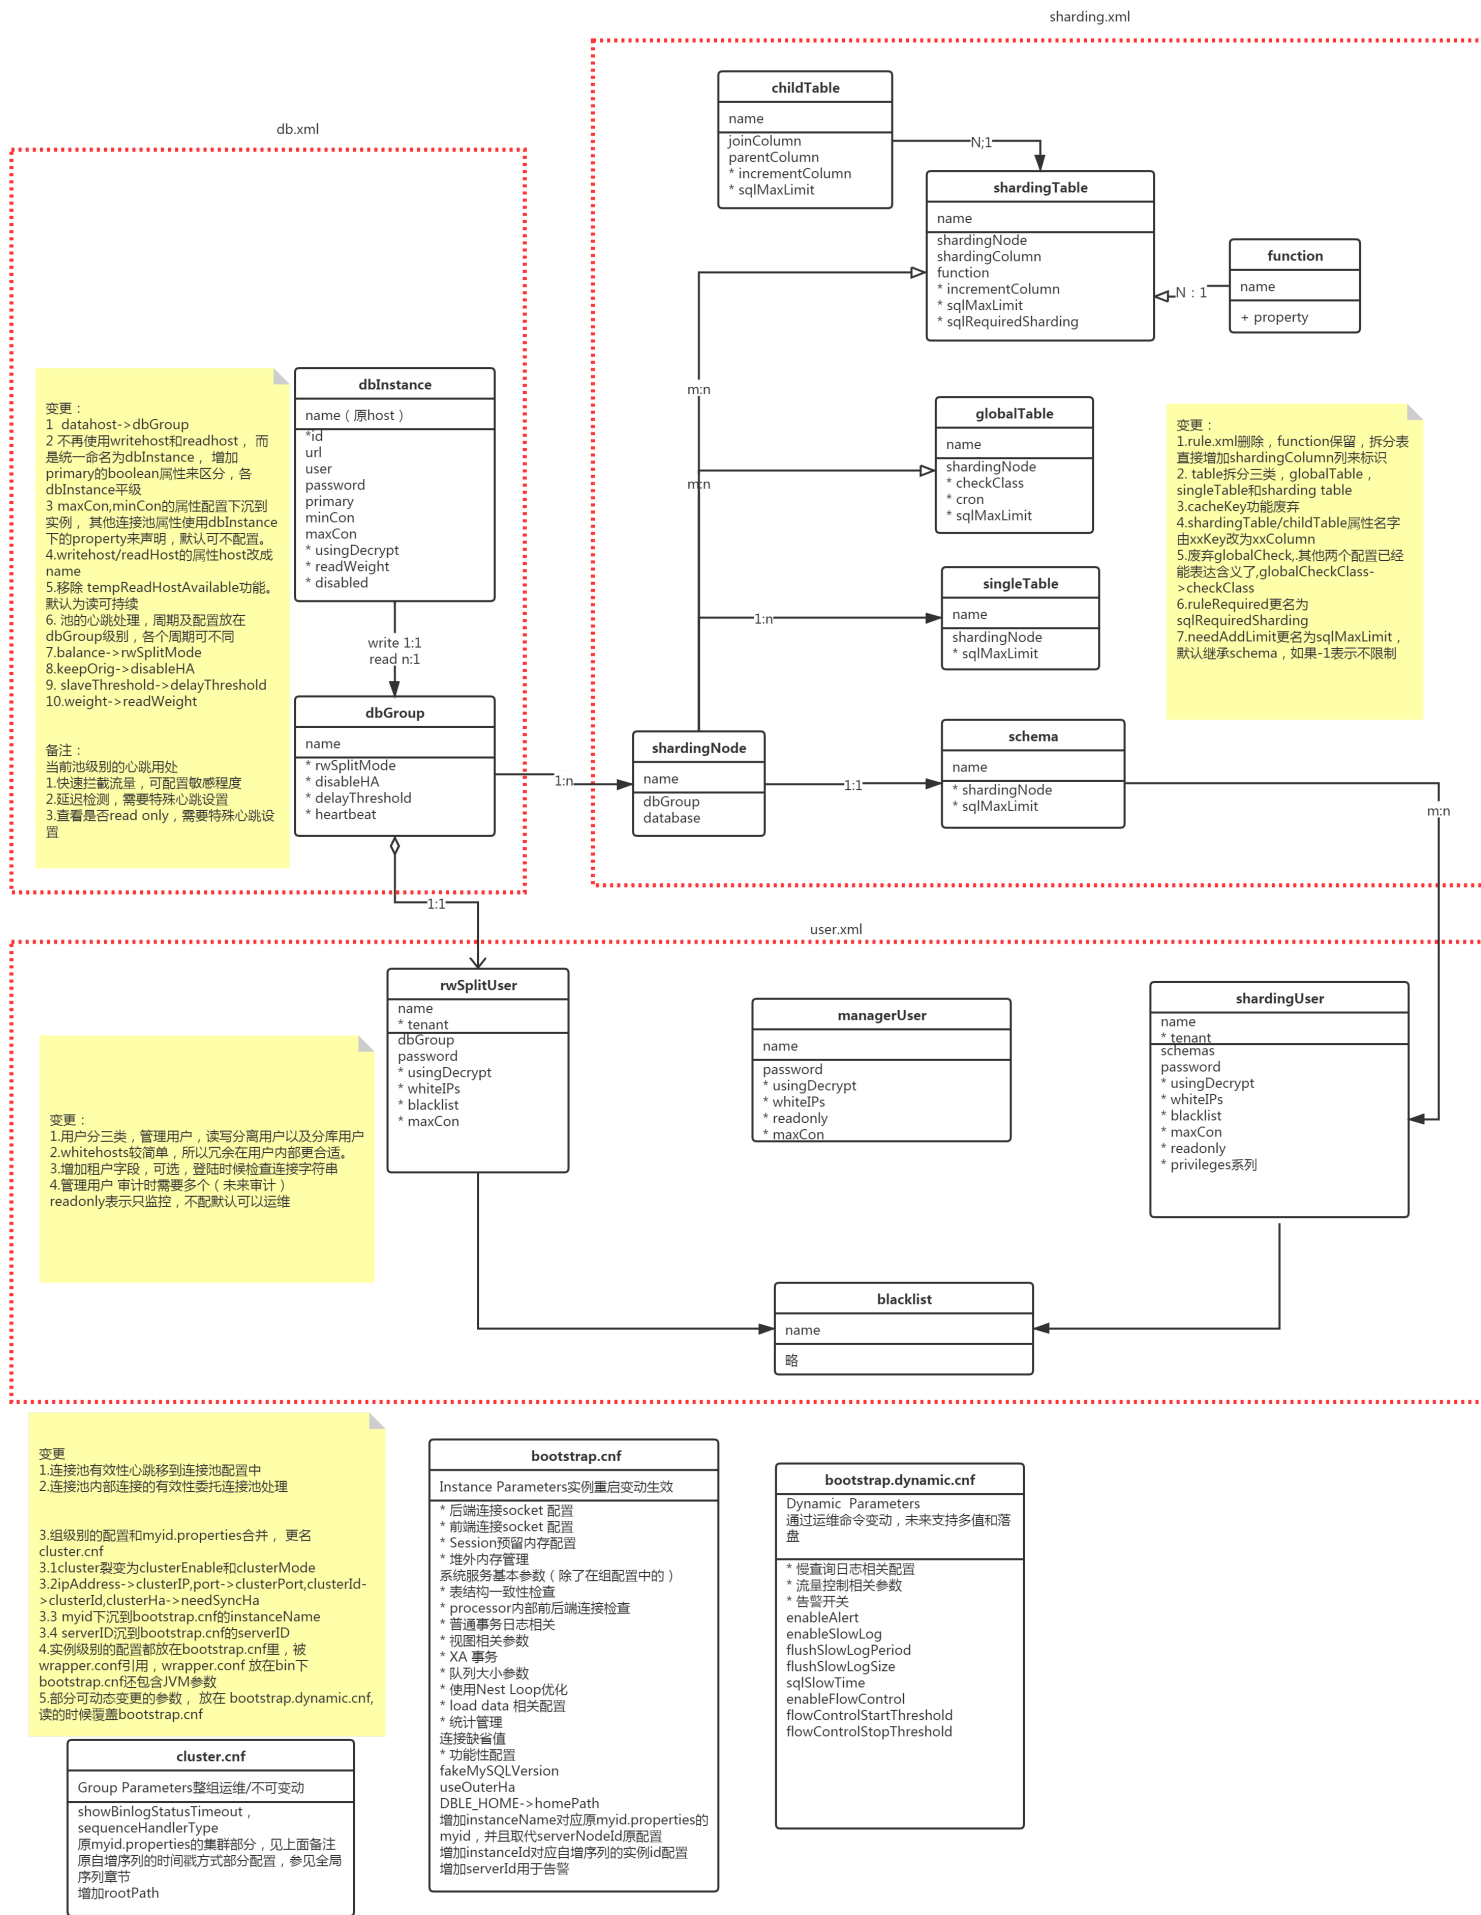 sharding.xml
childTable
name
joinColumn
parentColumn
* incrementColumn
* sqlMaxLimit
N;1
shardingTable
name
shardingNode
shardingColumn
function
* incrementColumn
* sqlMaxLimit
* sqlRequiredSharding
function
name
+ property
N：1
m:n
globalTable
name
shardingNode
* checkClass
* cron
* sqlMaxLimit
m:n
singleTable
name
shardingNode
* sqlMaxLimit
1:n
变更：
1.rule.xml删除，function保留，拆分表
直接增加shardingColumn列来标识
2. table拆分三类，globalTable，
singleTable和sharding table
3.cacheKey功能废弃
4.shardingTable/childTable属性名字
由xxKey改为xxColumn
5.废弃globalCheck,.其他两个配置已经
能表达含义了,globalCheckClass-
>checkClass
6.ruleRequired更名为
sqlRequiredSharding
7.needAddLimit更名为sqlMaxLimit，
默认继承schema，如果-1表示不限制
shardingNode
name
dbGroup
database
1:1
schema
name
* shardingNode
* sqlMaxLimit
m:n
db.xml
变更：
1  datahost->dbGroup
2 不再使用writehost和readhost， 而
是统一命名为dbInstance， 增加
primary的boolean属性来区分，各
dbInstance平级
3 maxCon,minCon的属性配置下沉到
实例， 其他连接池属性使用dbInstance
下的property来声明，默认可不配置。
4.writehost/readHost的属性host改成
name
5.移除 tempReadHostAvailable功能。
默认为读可持续
6. 池的心跳处理，周期及配置放在
dbGroup级别，各个周期可不同
7.balance->rwSplitMode
8.keepOrig->disableHA
9. slaveThreshold->delayThreshold
10.weight->readWeight
备注：
当前池级别的心跳用处
1.快速拦截流量，可配置敏感程度
2.延迟检测，需要特殊心跳设置
3.查看是否read only，需要特殊心跳设
置
dbInstance
name（原host）
*id
url
user
password
primary
minCon
maxCon
* usingDecrypt
* readWeight
* disabled
write 1:1
read n:1
dbGroup
name
* rwSplitMode
* disableHA
* delayThreshold
* heartbeat
1:n
1:1
user.xml
rwSplitUser
name
* tenant
dbGroup
password
* usingDecrypt
* whiteIPs
* blacklist
* maxCon
managerUser
name
password
* usingDecrypt
* whiteIPs
* readonly
* maxCon
shardingUser
name
* tenant
schemas
password
* usingDecrypt
* whiteIPs
* blacklist
* maxCon
* readonly
* privileges系列
变更：
1.用户分三类，管理用户，读写分离用户以及分库用户
2.whitehosts较简单，所以冗余在用户内部更合适。
3.增加租户字段，可选，登陆时候检查连接字符串
4.管理用户 审计时需要多个（未来审计）
readonly表示只监控，不配默认可以运维
blacklist
name
略
变更
1.连接池有效性心跳移到连接池配置中
2.连接池内部连接的有效性委托连接池处理
3.组级别的配置和myid.properties合并， 更名
cluster.cnf
3.1cluster裂变为clusterEnable和clusterMode
3.2ipAddress->clusterIP,port->clusterPort,clusterId-
>clusterId,clusterHa->needSyncHa
3.3 myid下沉到bootstrap.cnf的instanceName
3.4 serverID沉到bootstrap.cnf的serverID
4.实例级别的配置都放在bootstrap.cnf里，被
wrapper.conf引用，wrapper.conf 放在bin下
bootstrap.cnf还包含JVM参数
5.部分可动态变更的参数， 放在 bootstrap.dynamic.cnf,
读的时候覆盖bootstrap.cnf
cluster.cnf
Group Parameters整组运维/不可变动
showBinlogStatusTimeout，
sequenceHandlerType
原myid.properties的集群部分，见上面备注
原自增序列的时间戳方式部分配置，参见全局
序列章节
增加rootPath
bootstrap.cnf
Instance Parameters实例重启变动生效
* 后端连接socket 配置
* 前端连接socket 配置
* Session预留内存配置
* 堆外内存管理
系统服务基本参数（除了在组配置中的）
* 表结构一致性检查
* processor内部前后端连接检查
* 普通事务日志相关
* 视图相关参数
* XA 事务
* 队列大小参数
* 使用Nest Loop优化
* load data 相关配置
* 统计管理
连接缺省值
* 功能性配置
fakeMySQLVersion
useOuterHa
DBLE_HOME->homePath
增加instanceName对应原myid.properties的
myid，并且取代serverNodeId原配置
增加instanceId对应自增序列的实例id配置
增加serverId用于告警
bootstrap.dynamic.cnf
Dynamic  Parameters
通过运维命令变动，未来支持多值和落
盘
* 慢查询日志相关配置
* 流量控制相关参数
* 告警开关
enableAlert
enableSlowLog
flushSlowLogPeriod
flushSlowLogSize
sqlSlowTime
enableFlowControl
flowControlStartThreshold
flowControlStopThreshold